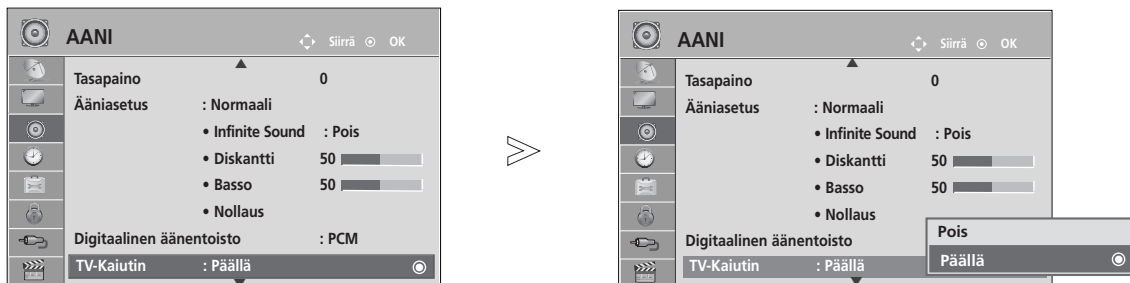 AANI Siirrä OK
Tasapaino 0
Ääniasetus : Normaali
• Infinite Sound : Pois
• Diskantti 50
• Basso 50
• Nollaus
Digitaalinen äänentoisto : PCM
TV-Kaiutin : Päällä
>
AANI Siirrä OK
Tasapaino 0
Ääniasetus : Normaali
• Infinite Sound : Pois
• Diskantti 50
• Basso 50
• Nollaus
Digitaalinen äänentoisto
TV-Kaiutin : Päällä
Pois
Päällä